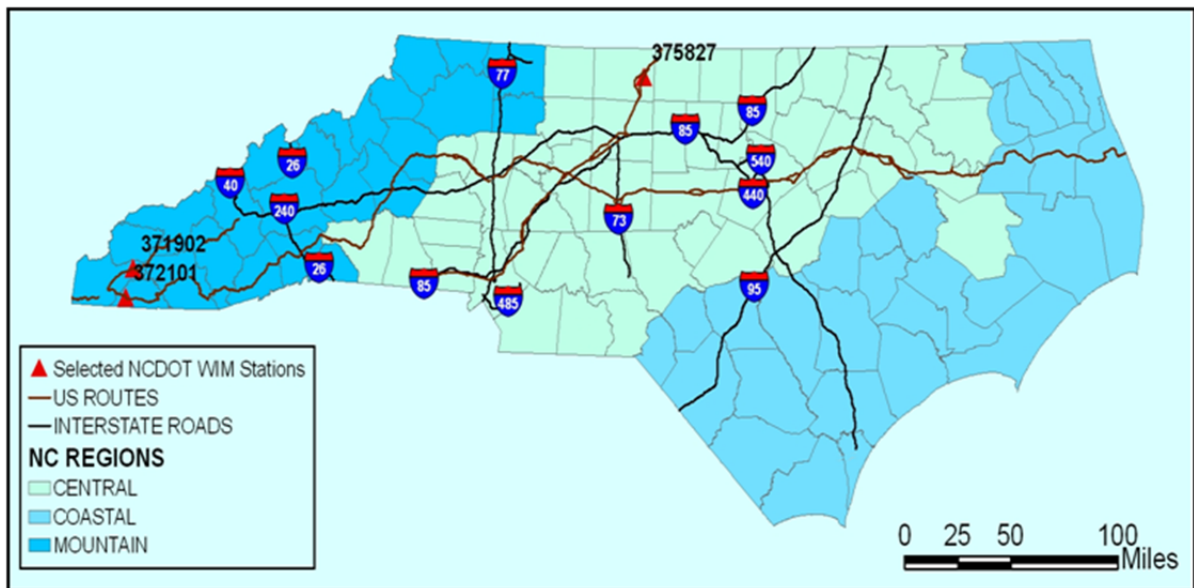 375827
77
85
85
26
540
40
440
240
73
371902
26
372101
85
95
485
Selected NCDOT WIM Stations
US ROUTES
INTERSTATE ROADS
NC REGIONS
CENTRAL
COASTAL
MOUNTAIN
0 25 50 100
Miles